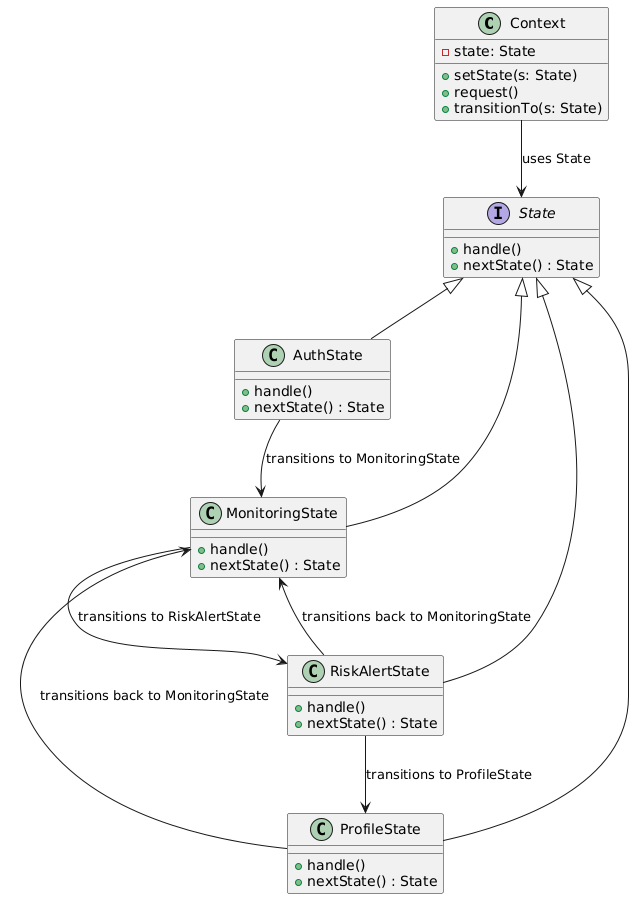 C Context
state: State
setState(s: State)
request()
transitionTo(s: State)
uses State
I State
handle()
nextState() : State
C AuthState
handle()
nextState() : State
transitions to MonitoringState
C MonitoringState
handle()
nextState() : State
transitions to RiskAlertState
transitions back to MonitoringState
C RiskAlertState
handle()
nextState() : State
transitions back to MonitoringState
transitions to ProfileState
C ProfileState
handle()
nextState() : State